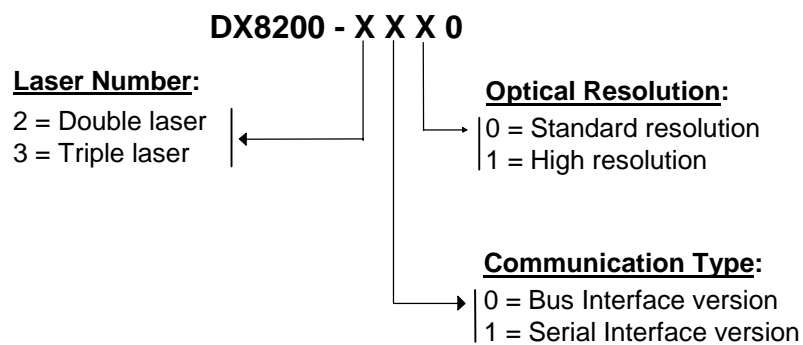 DX8200 - X X X 0
Laser Number:
2 = Double laser
3 = Triple laser
Optical Resolution:
0 = Standard resolution
1 = High resolution
Communication Type:
0 = Bus Interface version
1 = Serial Interface version